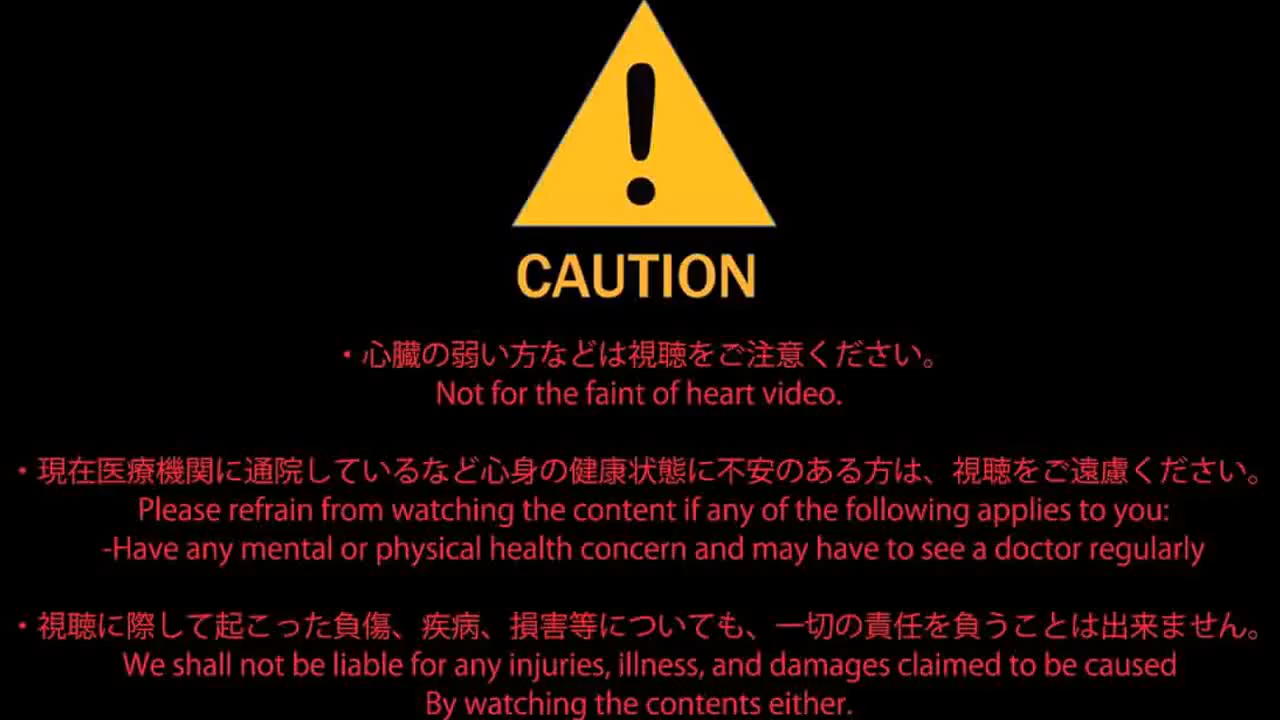 CAUTION
・心臓の弱い方などは視聴をご注意ください。
Not for the faint of heart video.
・現在医療機関に通院しているなど心身の健康状態に不安のある方は、視聴をご遠慮ください。
Please refrain from watching the content if any of the following applies to you:
-Have any mental or physical health concern and may have to see a doctor regularly
・視聴に際して起こった負傷、疾病、損害等についても、一切の責任を負うことは出来ません。
We shall not be liable for any injuries, illness, and damages claimed to be caused
By watching the contents either.